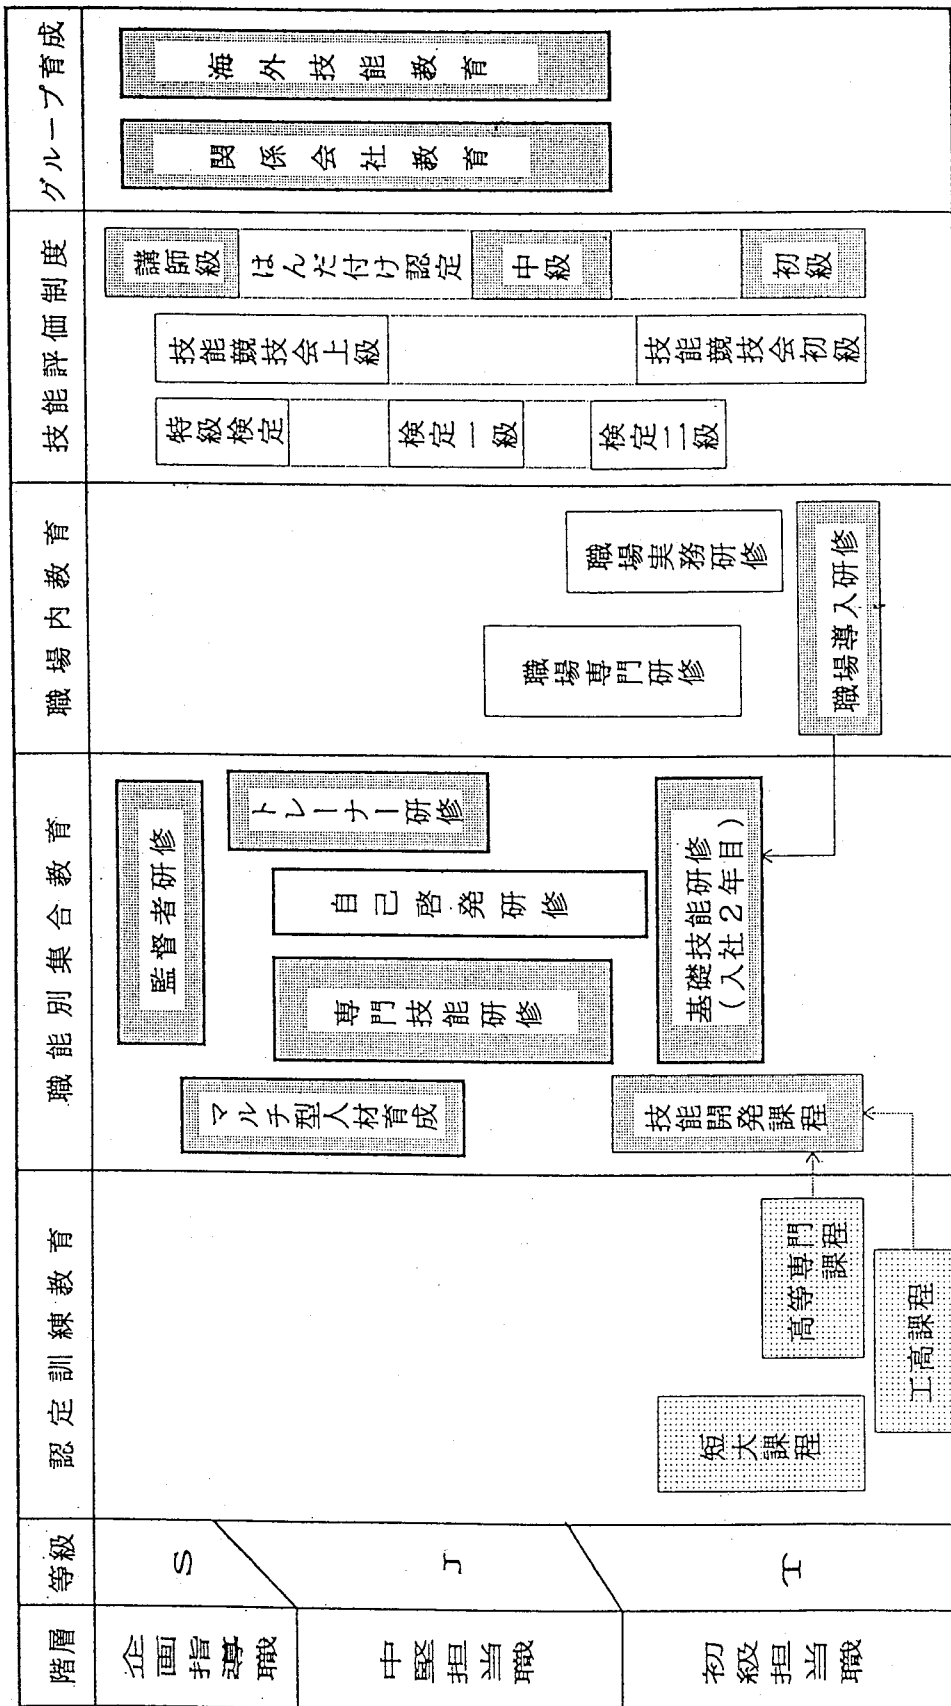 階層
等級
認定訓練教育
職能別集合教育
職場内教育
技能評価制度
グループ育成
企画指導職
中堅担当職
初級担当職
S
J
T
短大課程
高等専門
課程
工高課程
マルチ型人材育成
技能開発課程
監督者研修
専門技能研修
自己啓発研修
トレーナー研修
基礎技能研修
(入社2年目)
職場専門研修
職場実務研修
職場導入研修
特級検定
検定一級
検定二級
技能競技会上級
技能競技会初級
講師級
はんだ付け認定
中級
初級
関係会社教育
海外技能教育